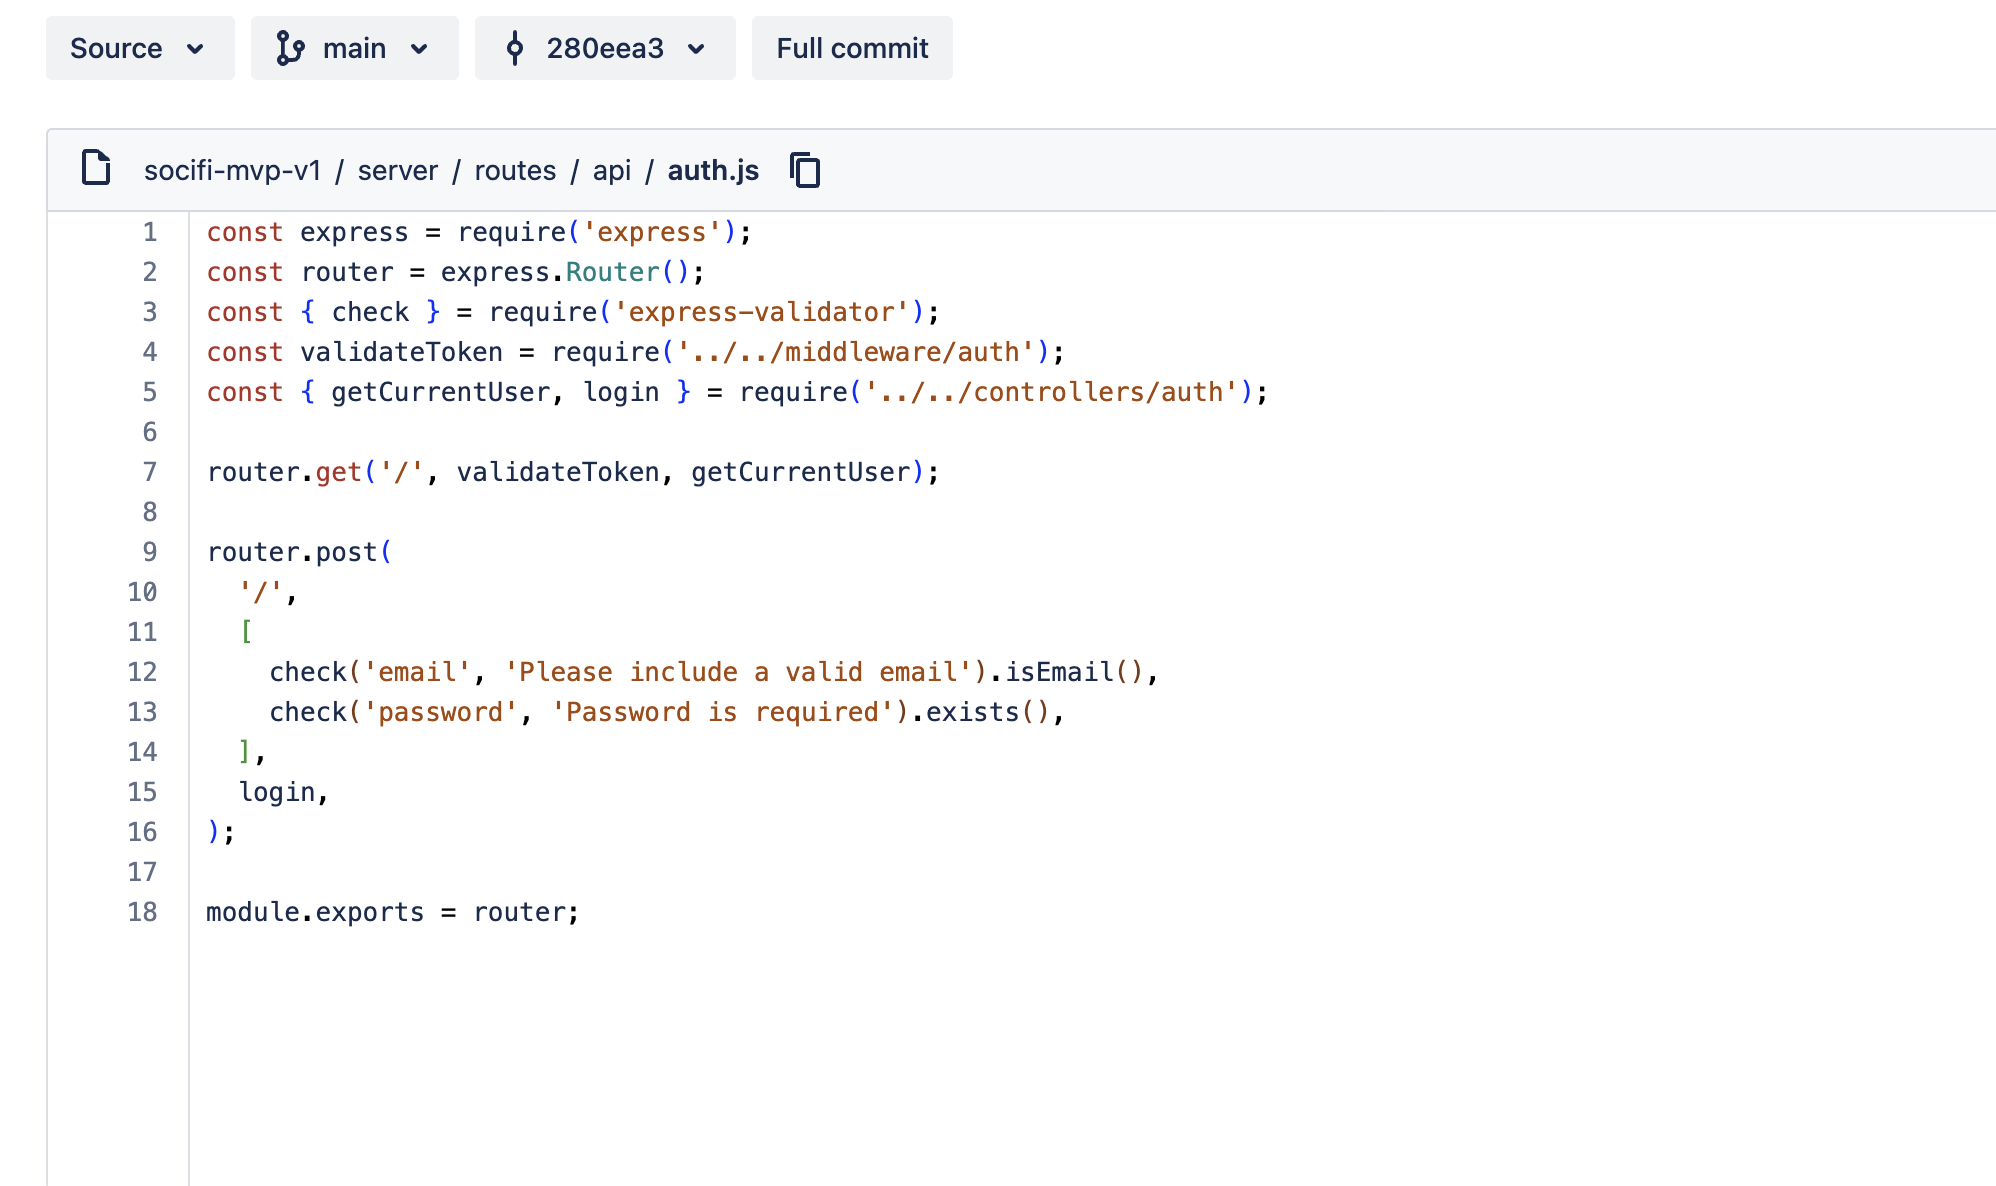 Source main 280eea3 Full commit
socifi-mvp-v1 / server / routes / api / auth.js
1 const express = require('express');
2 const router = express.Router();
3 const { check } = require('express-validator');
4 const validateToken = require('../../middleware/auth');
5 const { getCurrentUser, login } = require('../../controllers/auth');
6
7 router.get('/', validateToken, getCurrentUser);
8
9 router.post(
10   '/',
11   [
12     check('email', 'Please include a valid email').isEmail(),
13     check('password', 'Password is required').exists(),
14   ],
15   login,
16 );
17
18 module.exports = router;